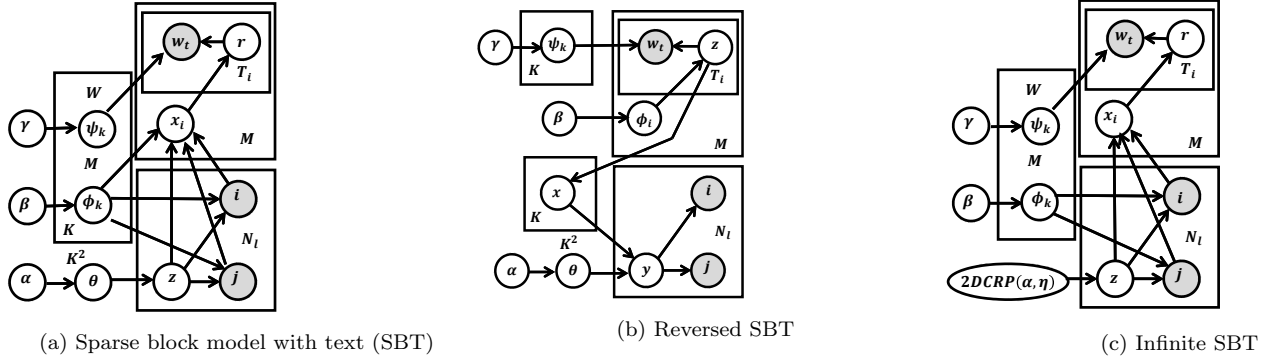 w_t r
T_i
W
γ ψ_k x_i
M M
β ϕ_k i
K N_l
K^2
α θ z j
(a) Sparse block model with text (SBT)
γ ψ_k w_t z
K T_i
β ϕ_i
M
x i
K K^2 N_l
α θ y j
(b) Reversed SBT
w_t r
T_i
W
γ ψ_k x_i
M M
β ϕ_k i
K N_l
2DCRP(α, η) z j
(c) Infinite SBT